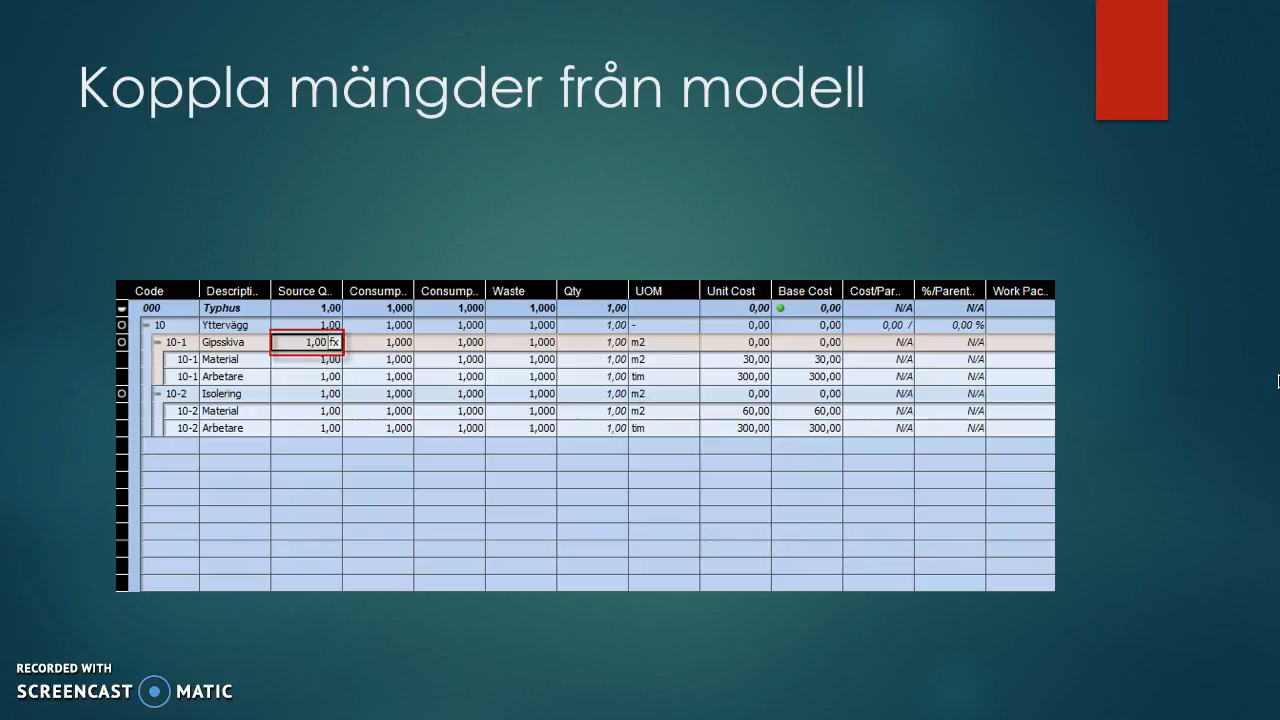 Koppla mängder från modell
Code Descripti.. Source Q.. Consump.. Consump.. Waste Qty UOM Unit Cost Base Cost Cost/Par.. %/Parent.. Work Pac..
000 Typhus 1,00 1,000 1,000 1,000 1,00 0,00 0,00 N/A N/A
10 Yttervägg 1,00 1,000 1,000 1,000 1,00 - 0,00 0,00 0,00 / 0,00 %
10-1 Gipsskiva 1,00 fx 1,000 1,000 1,000 1,00 m2 0,00 0,00 N/A N/A
10-1 Material 1,00 1,000 1,000 1,000 1,00 m2 30,00 30,00 N/A N/A
10-1 Arbetare 1,00 1,000 1,000 1,000 1,00 tim 300,00 300,00 N/A N/A
10-2 Isolering 1,00 1,000 1,000 1,000 1,00 m2 0,00 0,00 N/A N/A
10-2 Material 1,00 1,000 1,000 1,000 1,00 m2 60,00 60,00 N/A N/A
10-2 Arbetare 1,00 1,000 1,000 1,000 1,00 tim 300,00 300,00 N/A N/A
RECORDED WITH
SCREENCAST MATIC